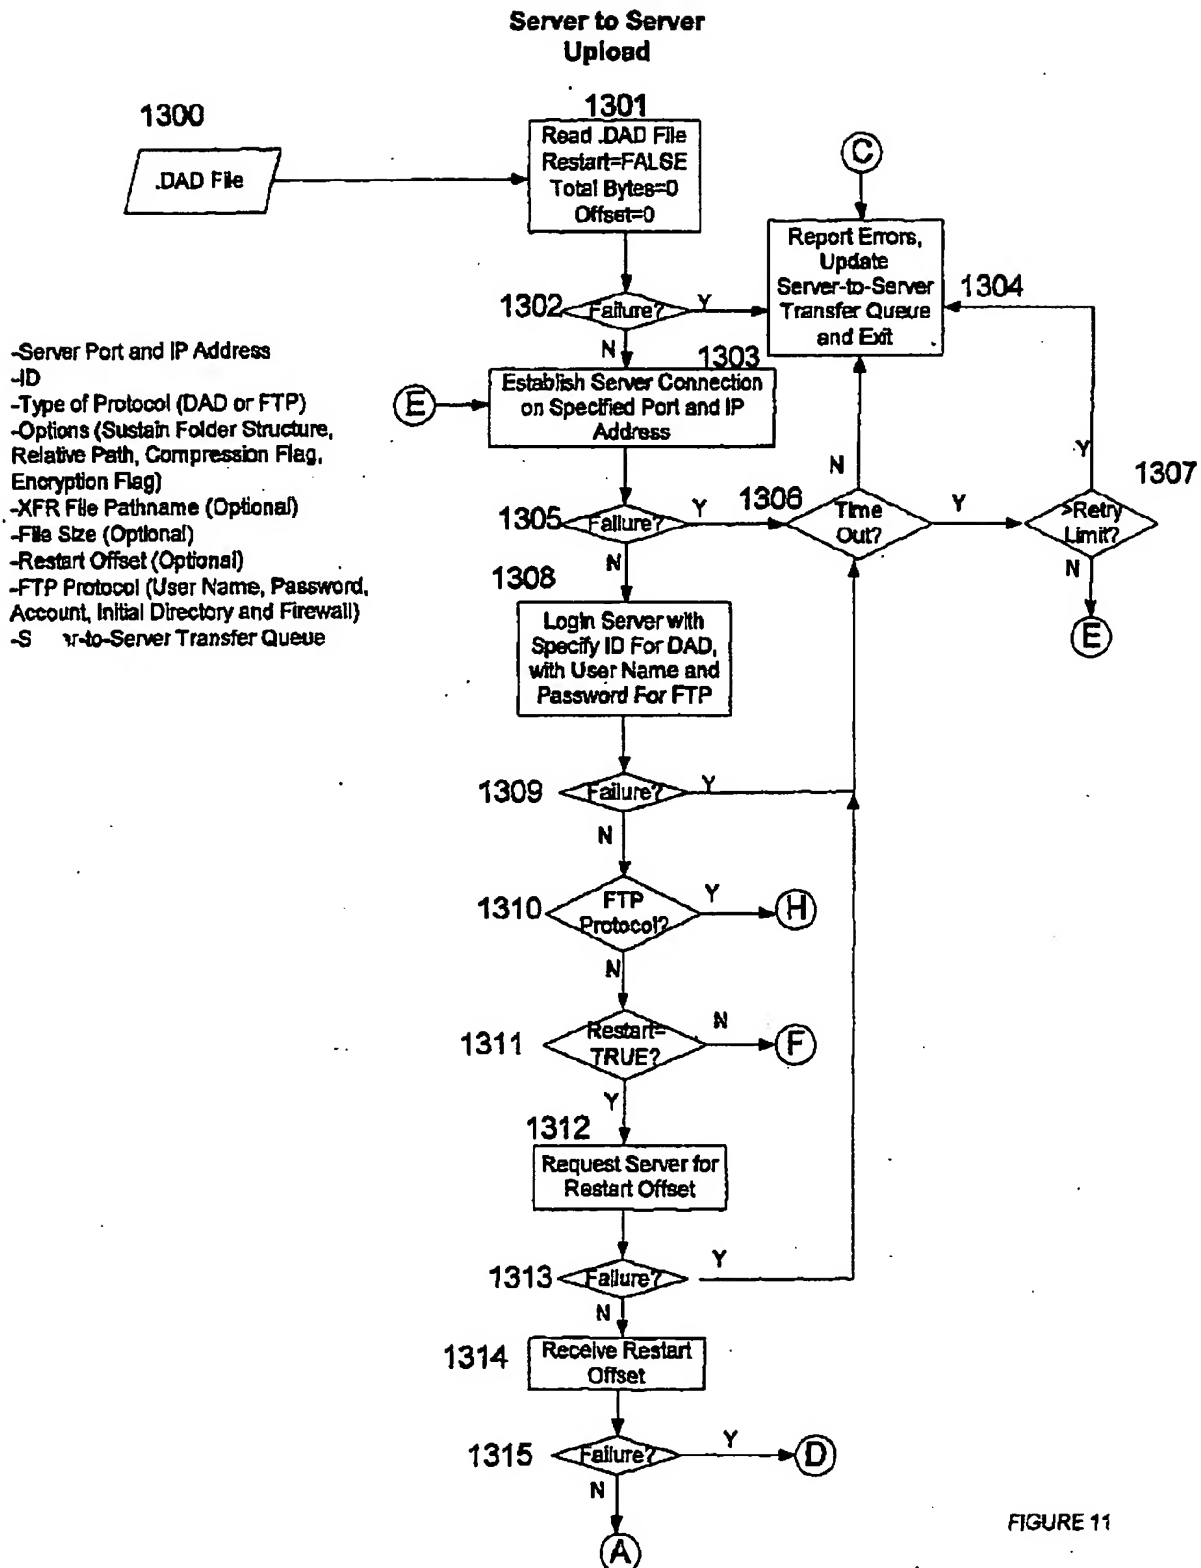 Server to Server
Upload
1300
.DAD File
1301
Read .DAD File
Restart=FALSE
Total Bytes=0
Offset=0
C
Report Errors,
Update
Server-to-Server
Transfer Queue
and Exit
1304
1302
Failure?
Y
N
-Server Port and IP Address
-ID
-Type of Protocol (DAD or FTP)
-Options (Sustain Folder Structure,
Relative Path, Compression Flag,
Encryption Flag)
-XFR File Pathname (Optional)
-File Size (Optional)
-Restart Offset (Optional)
-FTP Protocol (User Name, Password,
Account, Initial Directory and Firewall)
-S r-to-Server Transfer Queue
1303
E
Establish Server Connection
on Specified Port and IP
Address
1305
Failure?
Y
N
1306
Time
Out?
N
Y
1307
>Retry
Limit?
Y
N
E
1308
Login Server with
Specify ID For DAD,
with User Name and
Password For FTP
1309
Failure?
Y
N
1310
FTP
Protocol?
Y
H
N
1311
Restart=
TRUE?
N
F
Y
1312
Request Server for
Restart Offset
1313
Failure?
Y
N
1314
Receive Restart
Offset
1315
Failure?
Y
D
N
A
FIGURE 11